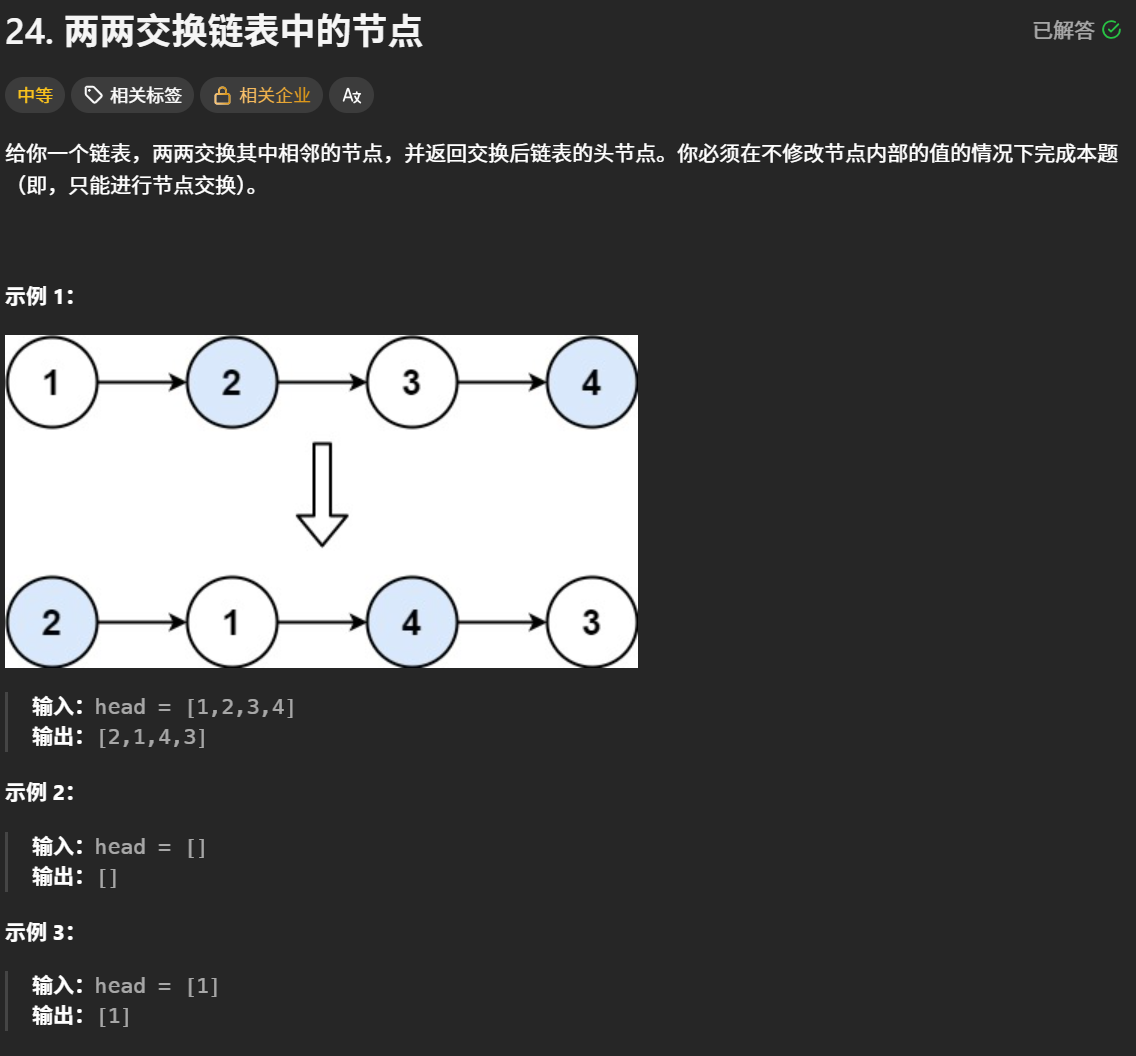 24. 两两交换链表中的节点
已解答
中等 相关标签 相关企业 A文
给你一个链表，两两交换其中相邻的节点，并返回交换后链表的头节点。你必须在不修改节点内部的值的情况下完成本题
（即，只能进行节点交换）。
示例 1：
1 2 3 4
2 1 4 3
输入：head = [1,2,3,4]
输出：[2,1,4,3]
示例 2：
输入：head = []
输出：[]
示例 3：
输入：head = [1]
输出：[1]